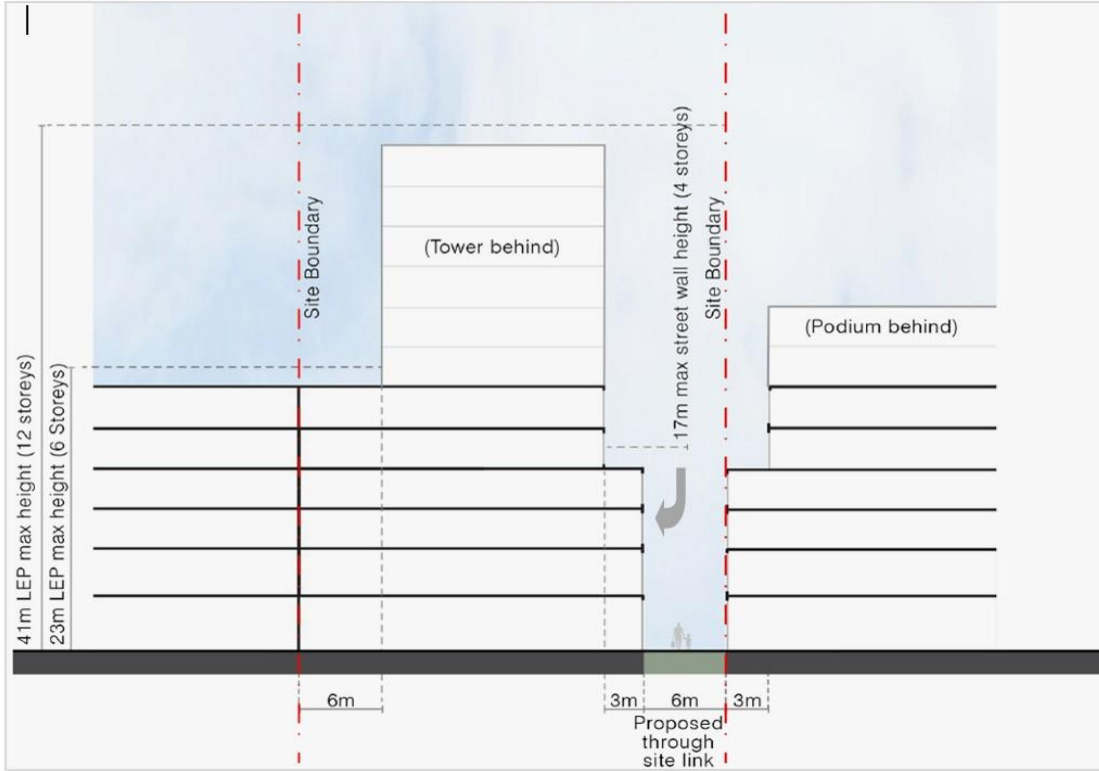 41m LEP max height (12 storeys)
23m LEP max height (6 Storeys)
Site Boundary
(Tower behind)
17m max street wall height (4 storeys)
Site Boundary
(Podium behind)
6m
3m
6m
3m
Proposed
through
site link